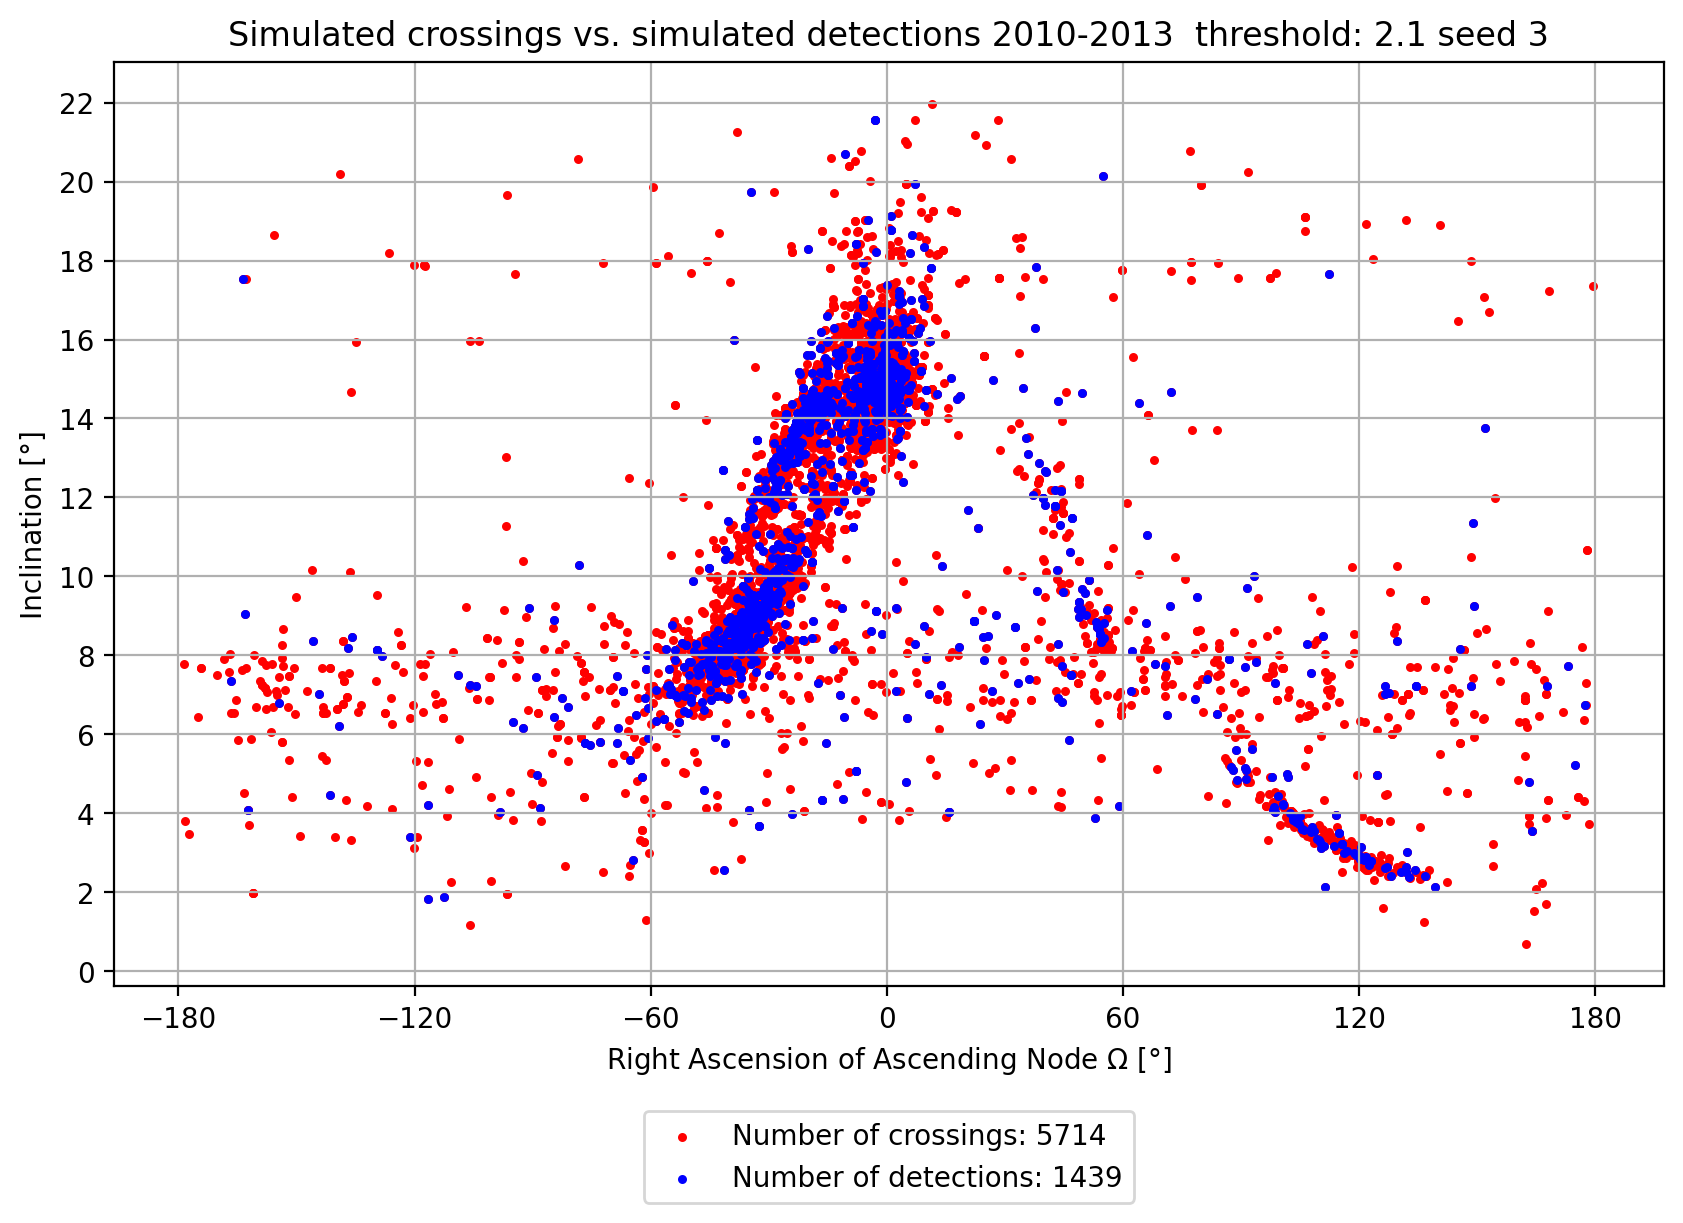 Simulated crossings vs. simulated detections 2010-2013  threshold: 2.1 seed 3
22
20
18
16
14
12
10
8
6
4
2
0
Inclination [°]
−180 −120 −60 0 60 120 180
Right Ascension of Ascending Node Ω [°]
Number of crossings: 5714
Number of detections: 1439